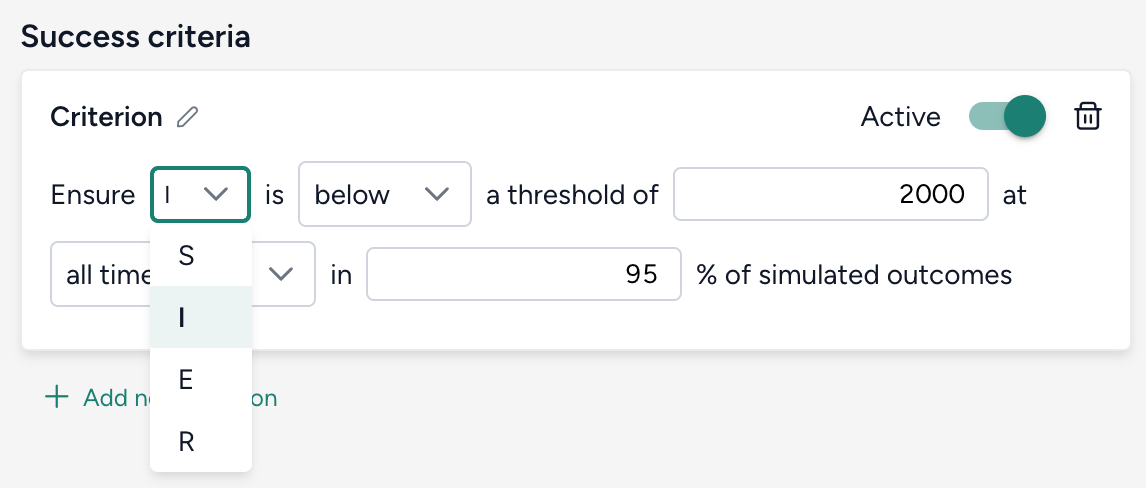 Success criteria
Criterion
Active
Ensure I is below a threshold of 2000 at
all time in 95 % of simulated outcomes
S
I
E
R
Add n on